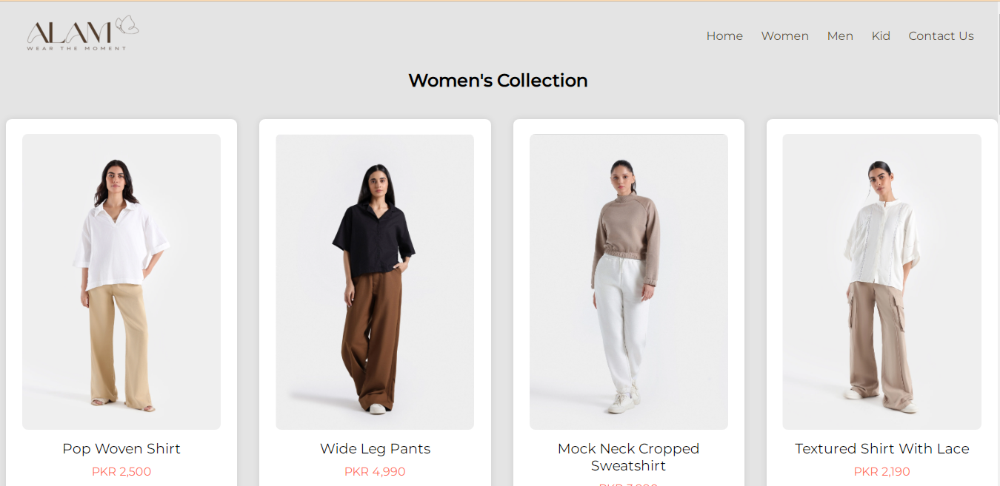 ALAM
WEAR THE MOMENT
Home Women Men Kid Contact Us
Women's Collection
Pop Woven Shirt
PKR 2,500
Wide Leg Pants
PKR 4,990
Mock Neck Cropped
Sweatshirt
Textured Shirt With Lace
PKR 2,190